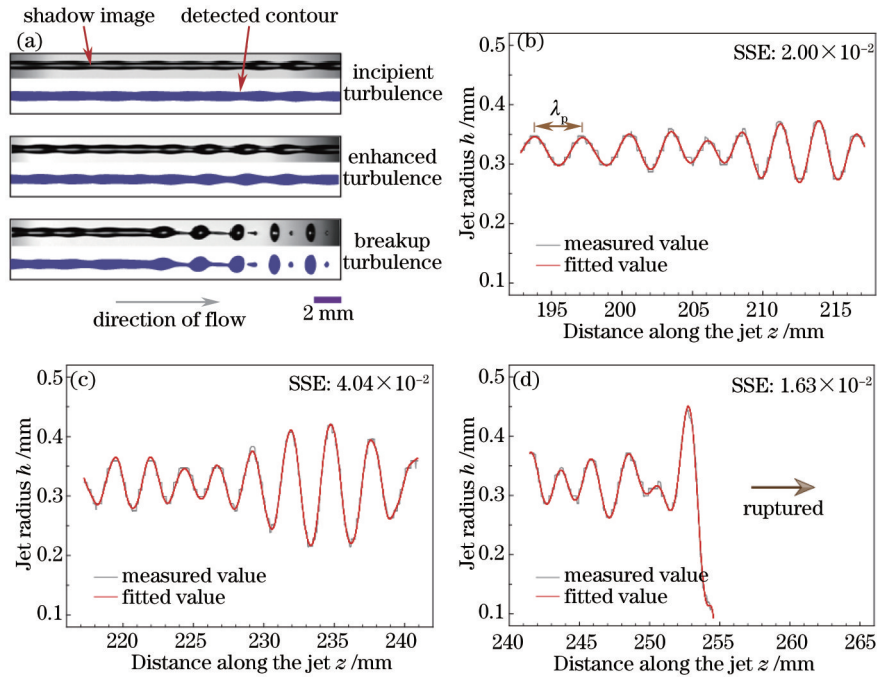 shadow image
detected contour
(a)
incipient
turbulence
enhanced
turbulence
breakup
turbulence
direction of flow
2 mm
(b)
SSE: 2.00×10⁻²
λp
Jet radius h /mm
0.5
0.4
0.3
0.2
0.1
measured value
fitted value
195 200 205 210 215
Distance along the jet z /mm
(c)
SSE: 4.04×10⁻²
Jet radius h /mm
0.5
0.4
0.3
0.2
0.1
measured value
fitted value
220 225 230 235 240
Distance along the jet z /mm
(d)
SSE: 1.63×10⁻²
ruptured
Jet radius h /mm
0.5
0.4
0.3
0.2
0.1
measured value
fitted value
240 245 250 255 260 265
Distance along the jet z /mm